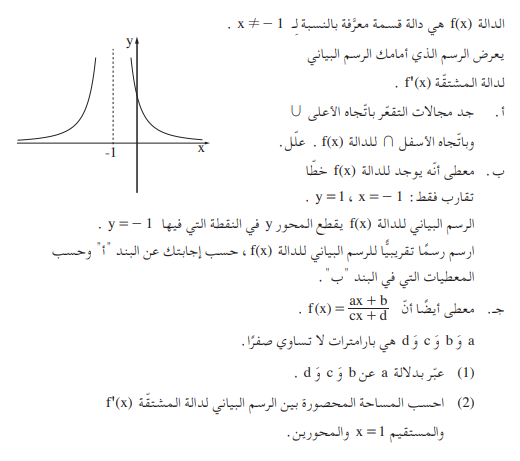 الدالة f(x) هي دالة قسمة معرَّفة بالنسبة لـ x ≠ − 1 .
يعرض الرسم الذي أمامك الرسم البياني
لدالة المشتقّة f'(x) .
أ. جد مجالات التقعّر باتّجاه الأعلى ∪
وباتّجاه الأسفل ∩ للدالة f(x) . علّل.
y
x
-1
ب. معطى أنّه يوجد للدالة f(x) خطّا
تقارب فقط: x = − 1 ، y = 1 .
الرسم البياني للدالة f(x) يقطع المحور y في النقطة التي فيها y = − 1 .
ارسم رسمًا تقريبيًّا للرسم البياني للدالة f(x) ، حسب إجابتك عن البند "أ" وحسب
المعطيات التي في البند "ب".
جـ. معطى أيضًا أنّ f(x) = \frac{ax + b}{cx + d} .
a وَ b وَ c وَ d هي بارامترات لا تساوي صفرًا.
(1) عبّر بدلالة a عن b وَ c وَ d .
(2) احسب المساحة المحصورة بين الرسم البياني لدالة المشتقّة f'(x)
والمستقيم x = 1 والمحورين.